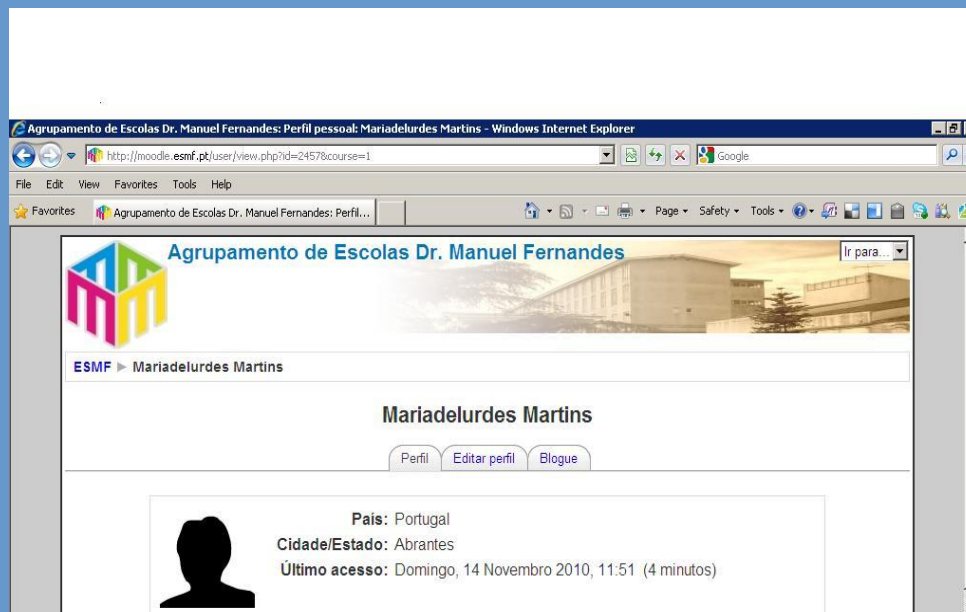 Agrupamento de Escolas Dr. Manuel Fernandes: Perfil pessoal: Mariadelurdes Martins - Windows Internet Explorer
http://moodle.esmf.pt/user/view.php?id=2457&course=1
Google
File Edit View Favorites Tools Help
Favorites Agrupamento de Escolas Dr. Manuel Fernandes: Perfil... Page Safety Tools
Agrupamento de Escolas Dr. Manuel Fernandes
Ir para...
ESMF ► Mariadelurdes Martins
Mariadelurdes Martins
Perfil Editar perfil Blogue
País: Portugal
Cidade/Estado: Abrantes
Último acesso: Domingo, 14 Novembro 2010, 11:51 (4 minutos)